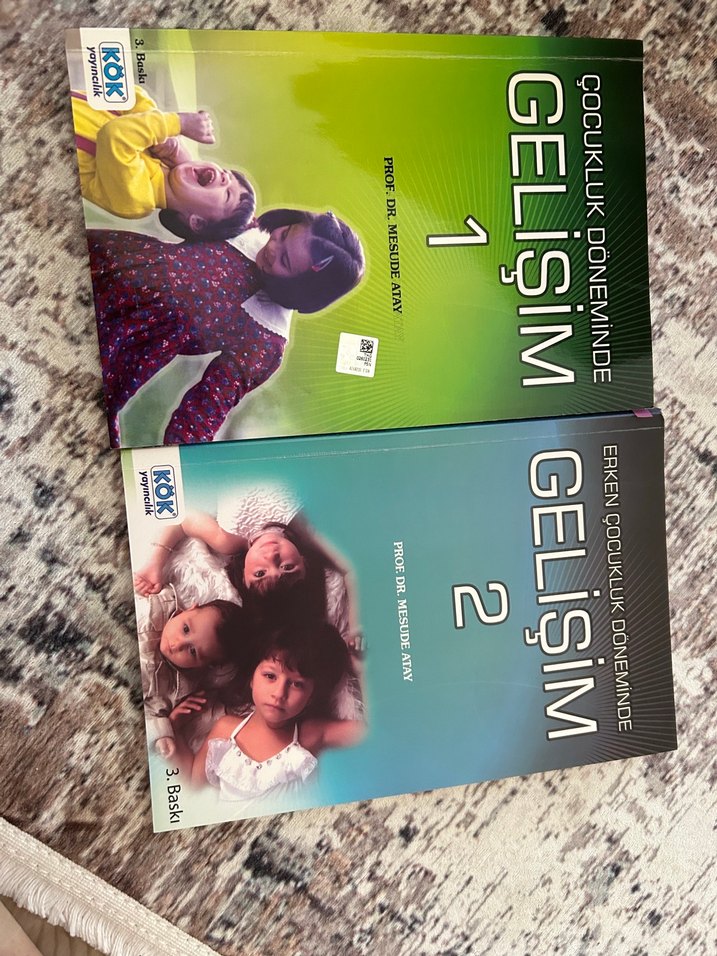 ÇOCUKLUK DÖNEMİNDE
GELİŞİM
1
PROF. DR. MESUDE ATAY
KÖK
yayıncılık
3. Baskı
ERKEN ÇOCUKLUK DÖNEMİNDE
GELİŞİM
2
PROF. DR. MESUDE ATAY
KÖK
yayıncılık
3. Baskı